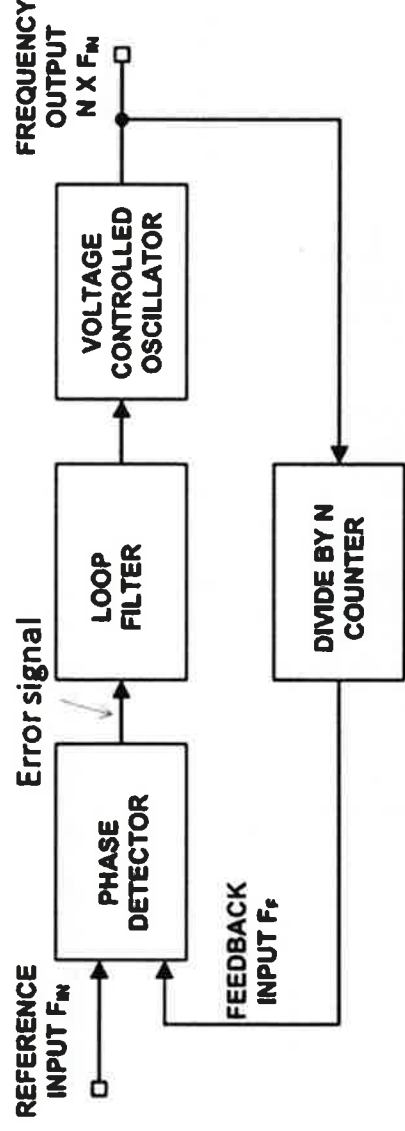 REFERENCE
INPUT FIN
Error signal
PHASE
DETECTOR
LOOP
FILTER
VOLTAGE
CONTROLLED
OSCILLATOR
FREQUENCY
OUTPUT
N X FIN
FEEDBACK
INPUT FF
DIVIDE BY N
COUNTER